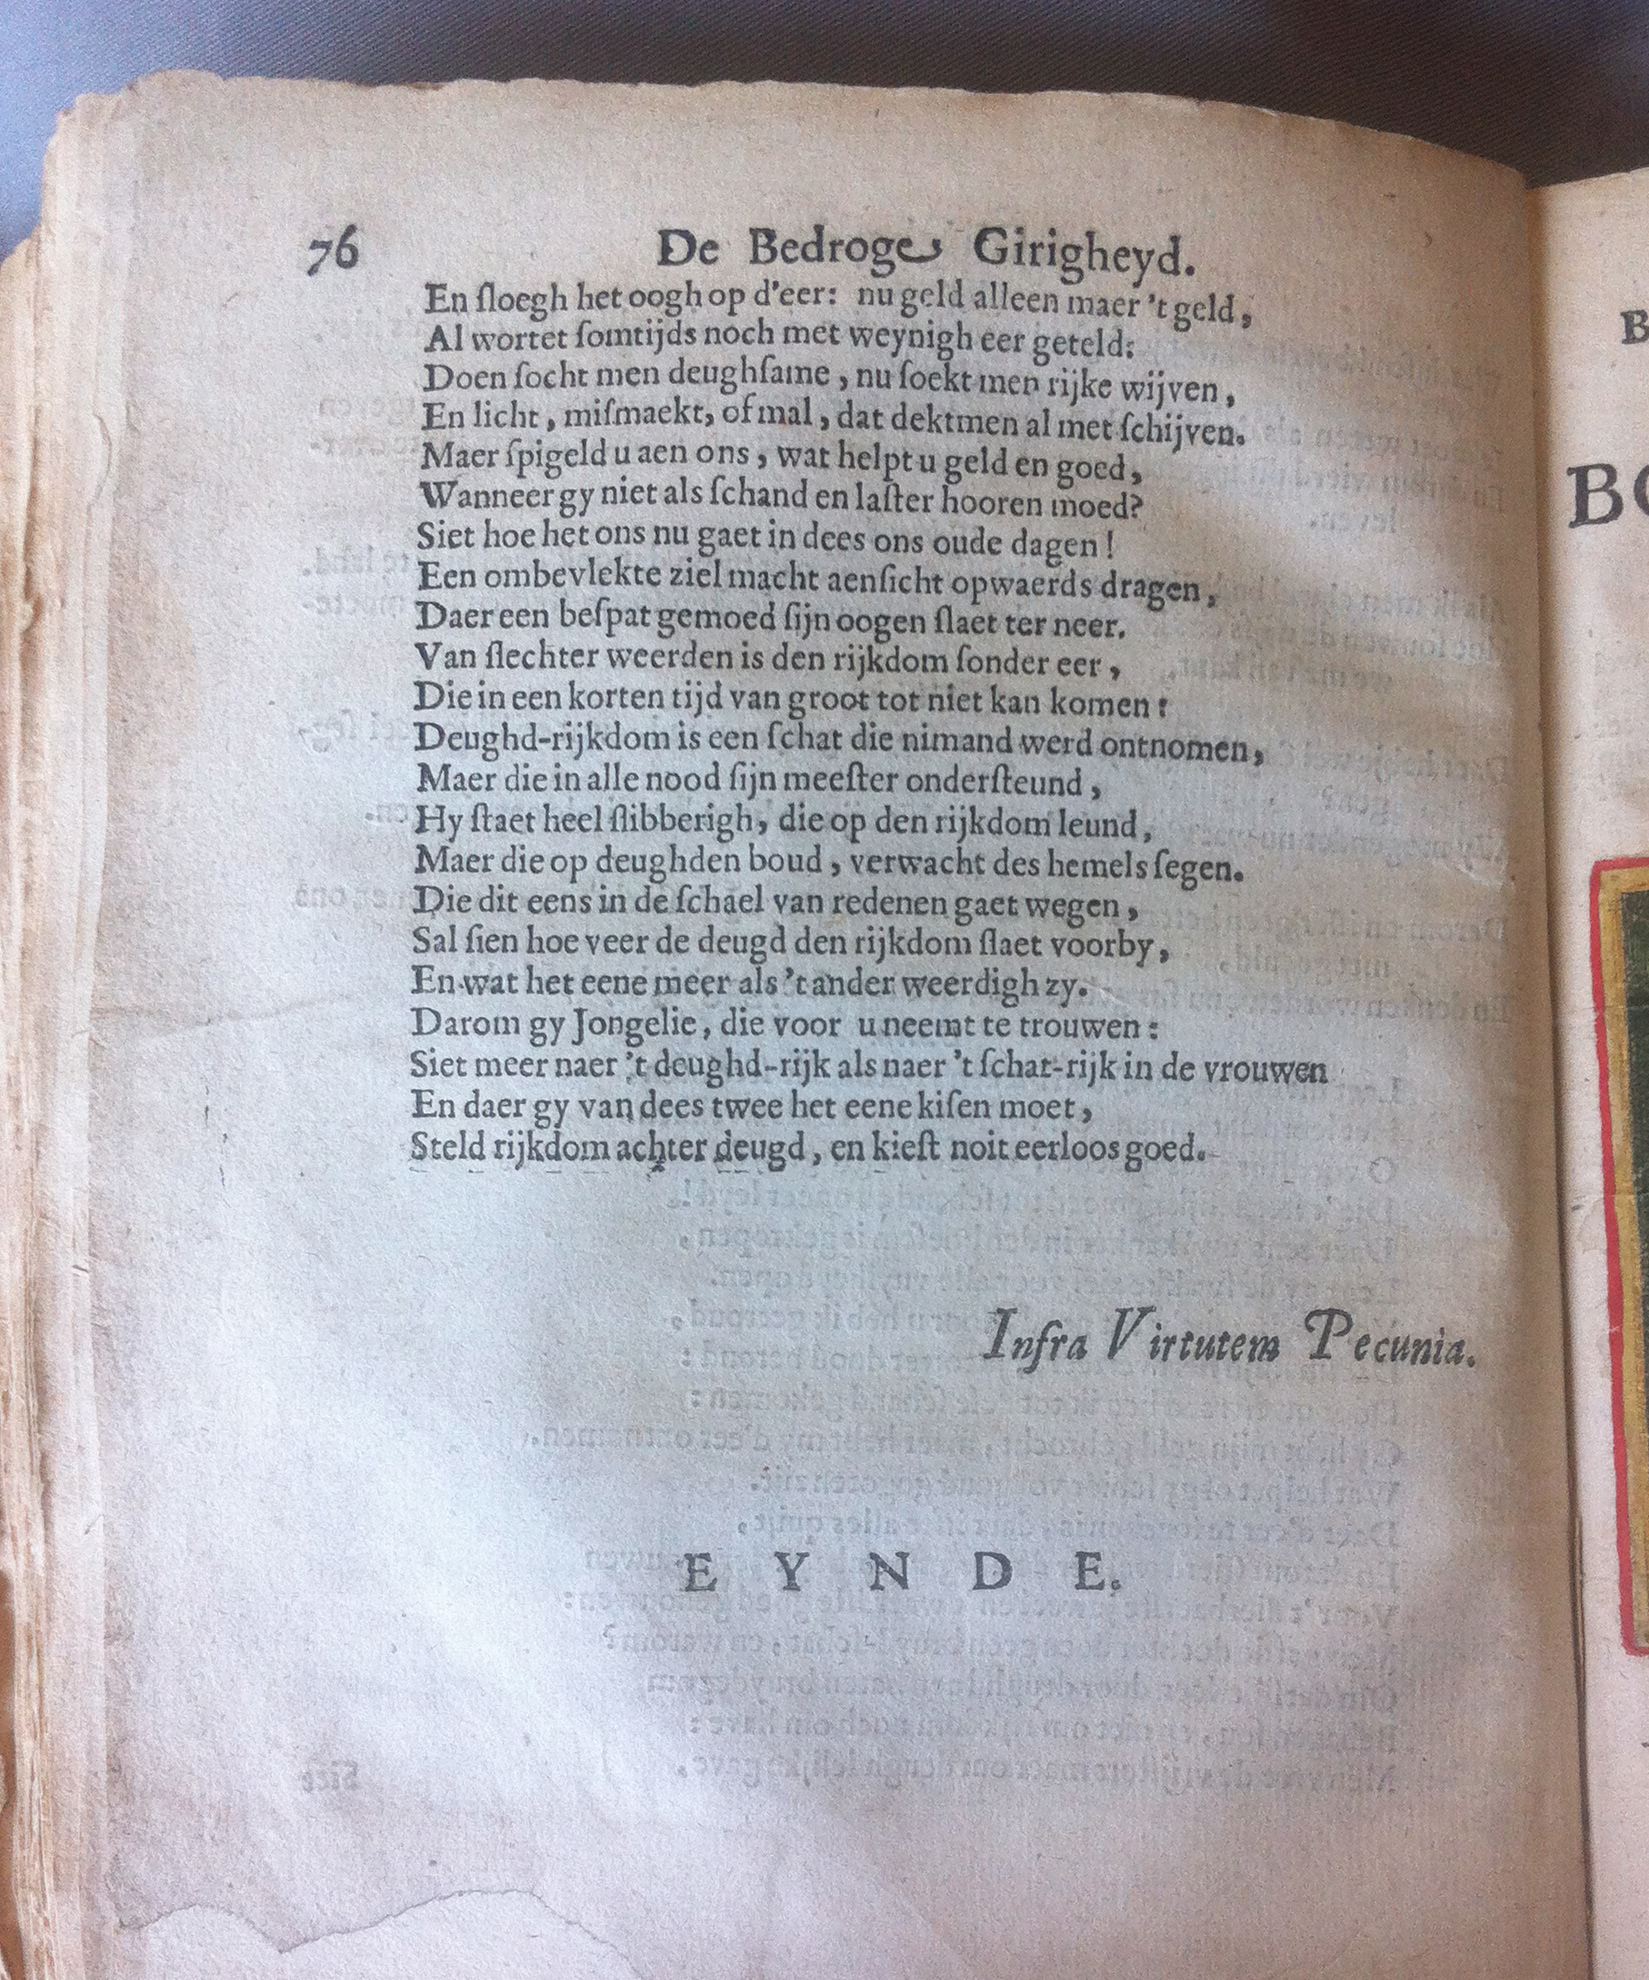 76 De Bedroge Girigheyd.
En ſloegh het oogh op d'eer: nu geld alleen maer 't geld,
Al wortet ſomtijds noch met weynigh eer geteld:
Doen ſocht men deughſame, nu ſoekt men rijke wijven,
En licht, miſmaekt, of mal, dat dektmen al met ſchijven.
Maer ſpigeld u aen ons, wat helpt u geld en goed,
Wanneer gy niet als ſchand en laſter hooren moed?
Siet hoe het ons nu gaet in dees ons oude dagen!
Een ombevlekte ziel macht aenſicht opwaerds dragen,
Daer een beſpat gemoed ſijn oogen ſlaet ter neer.
Van ſlechter weerden is den rijkdom ſonder eer,
Die in een korten tijd van groot tot niet kan komen:
Deughd-rijkdom is een ſchat die nimand werd ontnomen,
Maer die in alle nood ſijn meeſter onderſteund,
Hy ſtaet heel ſlibberigh, die op den rijkdom leund,
Maer die op deughden boud, verwacht des hemels ſegen.
Die dit eens in de ſchael van redenen gaet wegen,
Sal ſien hoe veer de deugd den rijkdom ſlaet voorby,
En wat het eene meer als 't ander weerdigh zy.
Darom gy Jongelie, die voor u neemt te trouwen:
Siet meer naer 't deughd-rijk als naer 't ſchat-rijk in de vrouwen
En daer gy van dees twee het eene kiſen moet,
Steld rijkdom achter deugd, en kieſt noit eerloos goed.
Infra Virtutem Pecunia.
E Y N D E.
B
BO